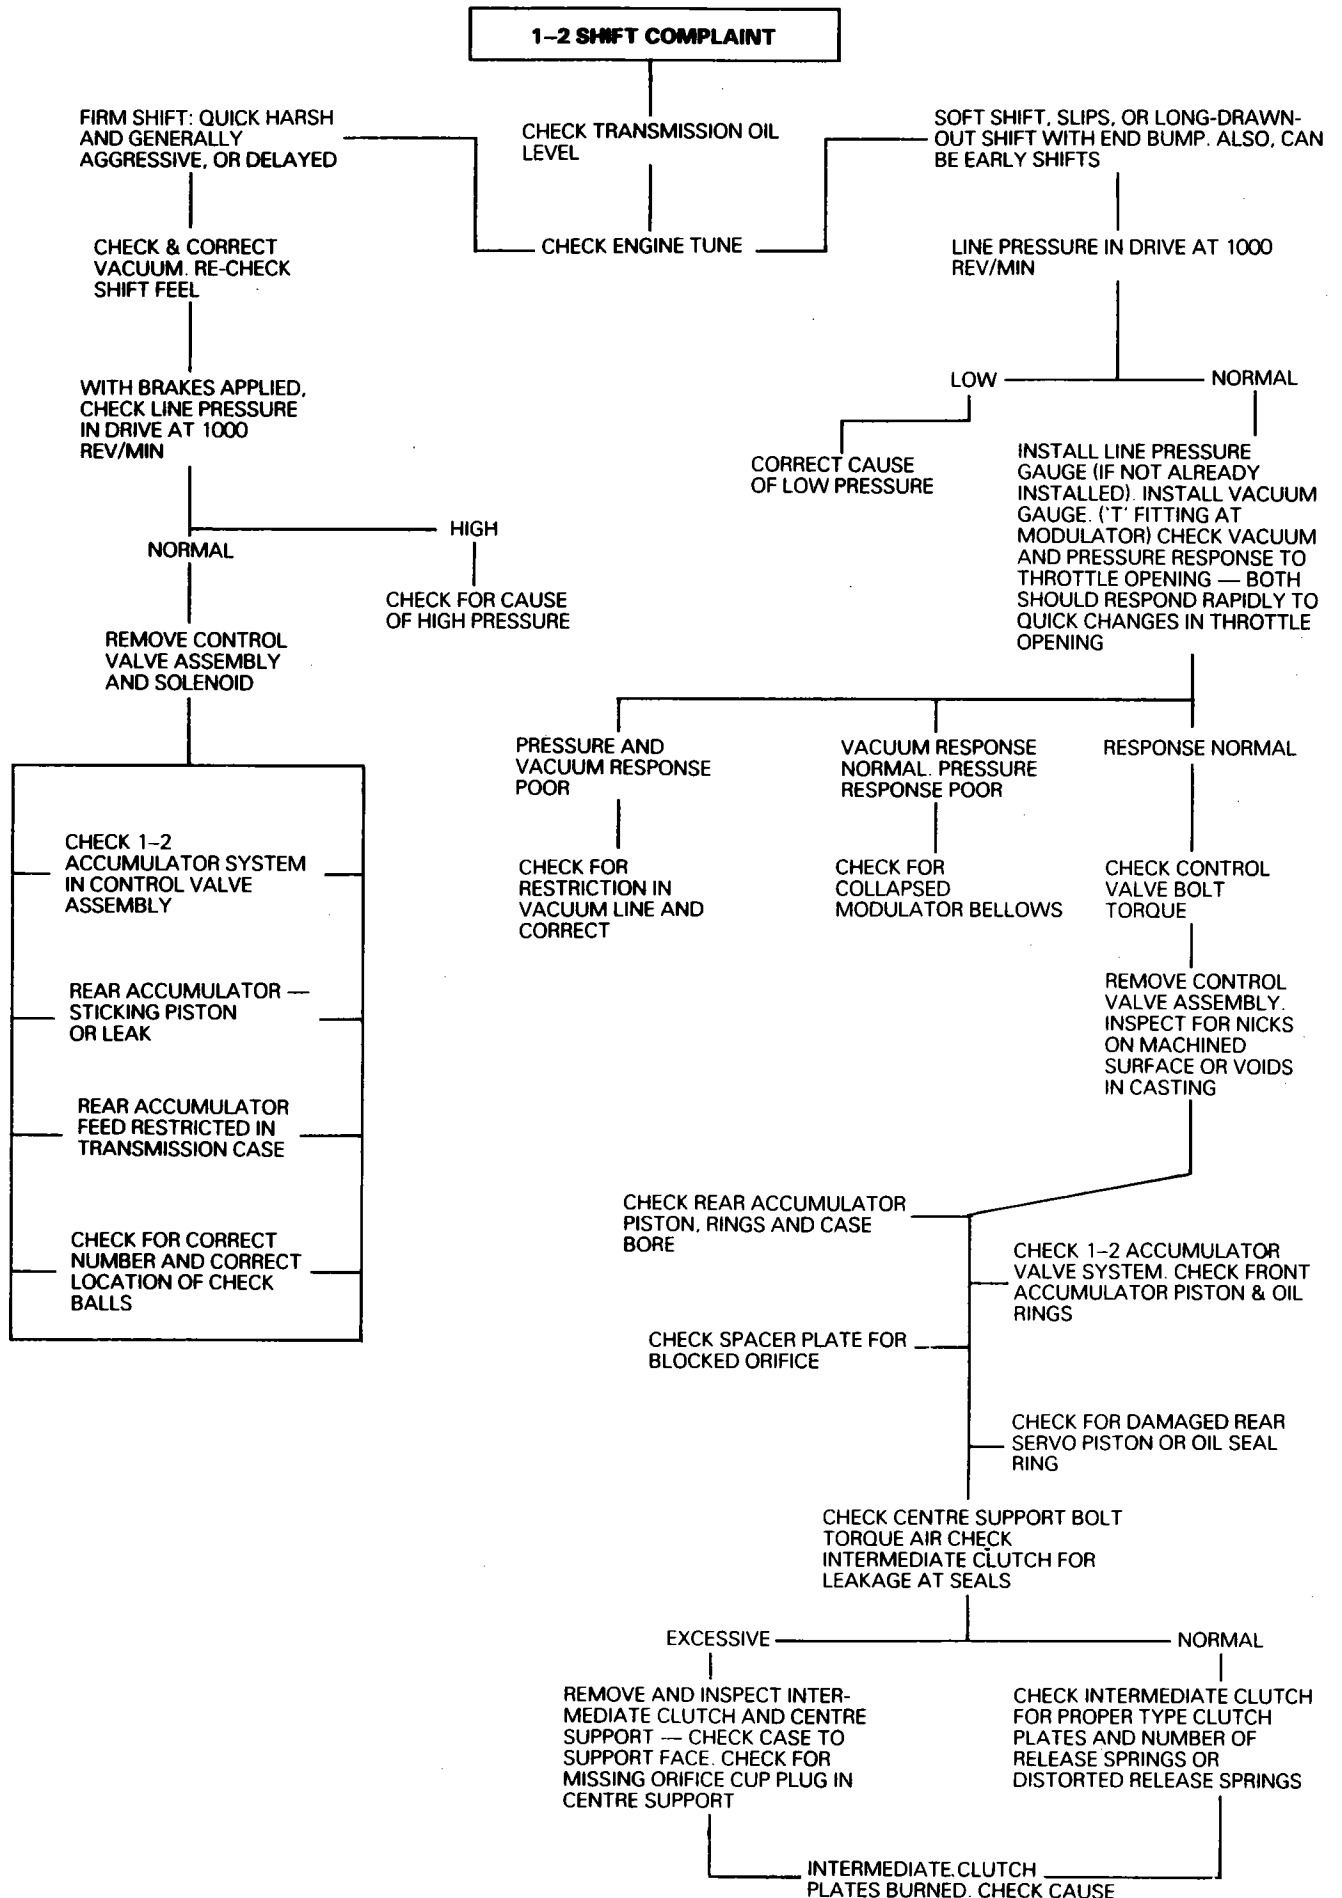 1–2 SHIFT COMPLAINT
CHECK TRANSMISSION OIL
LEVEL
CHECK ENGINE TUNE
FIRM SHIFT: QUICK HARSH
AND GENERALLY
AGGRESSIVE, OR DELAYED
CHECK & CORRECT
VACUUM. RE-CHECK
SHIFT FEEL
WITH BRAKES APPLIED,
CHECK LINE PRESSURE
IN DRIVE AT 1000
REV/MIN
NORMAL
HIGH
CHECK FOR CAUSE
OF HIGH PRESSURE
REMOVE CONTROL
VALVE ASSEMBLY
AND SOLENOID
CHECK 1–2
ACCUMULATOR SYSTEM
IN CONTROL VALVE
ASSEMBLY
REAR ACCUMULATOR —
STICKING PISTON
OR LEAK
REAR ACCUMULATOR
FEED RESTRICTED IN
TRANSMISSION CASE
CHECK FOR CORRECT
NUMBER AND CORRECT
LOCATION OF CHECK
BALLS
SOFT SHIFT, SLIPS, OR LONG-DRAWN-
OUT SHIFT WITH END BUMP. ALSO, CAN
BE EARLY SHIFTS
LINE PRESSURE IN DRIVE AT 1000
REV/MIN
LOW
NORMAL
CORRECT CAUSE
OF LOW PRESSURE
INSTALL LINE PRESSURE
GAUGE (IF NOT ALREADY
INSTALLED). INSTALL VACUUM
GAUGE. ('T' FITTING AT
MODULATOR) CHECK VACUUM
AND PRESSURE RESPONSE TO
THROTTLE OPENING — BOTH
SHOULD RESPOND RAPIDLY TO
QUICK CHANGES IN THROTTLE
OPENING
PRESSURE AND
VACUUM RESPONSE
POOR
CHECK FOR
RESTRICTION IN
VACUUM LINE AND
CORRECT
VACUUM RESPONSE
NORMAL. PRESSURE
RESPONSE POOR
CHECK FOR
COLLAPSED
MODULATOR BELLOWS
RESPONSE NORMAL
CHECK CONTROL
VALVE BOLT
TORQUE
REMOVE CONTROL
VALVE ASSEMBLY.
INSPECT FOR NICKS
ON MACHINED
SURFACE OR VOIDS
IN CASTING
CHECK REAR ACCUMULATOR
PISTON, RINGS AND CASE
BORE
CHECK 1–2 ACCUMULATOR
VALVE SYSTEM. CHECK FRONT
ACCUMULATOR PISTON & OIL
RINGS
CHECK SPACER PLATE FOR
BLOCKED ORIFICE
CHECK FOR DAMAGED REAR
SERVO PISTON OR OIL SEAL
RING
CHECK CENTRE SUPPORT BOLT
TORQUE AIR CHECK
INTERMEDIATE CLUTCH FOR
LEAKAGE AT SEALS
EXCESSIVE
NORMAL
REMOVE AND INSPECT INTER-
MEDIATE CLUTCH AND CENTRE
SUPPORT — CHECK CASE TO
SUPPORT FACE. CHECK FOR
MISSING ORIFICE CUP PLUG IN
CENTRE SUPPORT
CHECK INTERMEDIATE CLUTCH
FOR PROPER TYPE CLUTCH
PLATES AND NUMBER OF
RELEASE SPRINGS OR
DISTORTED RELEASE SPRINGS
INTERMEDIATE CLUTCH
PLATES BURNED. CHECK CAUSE